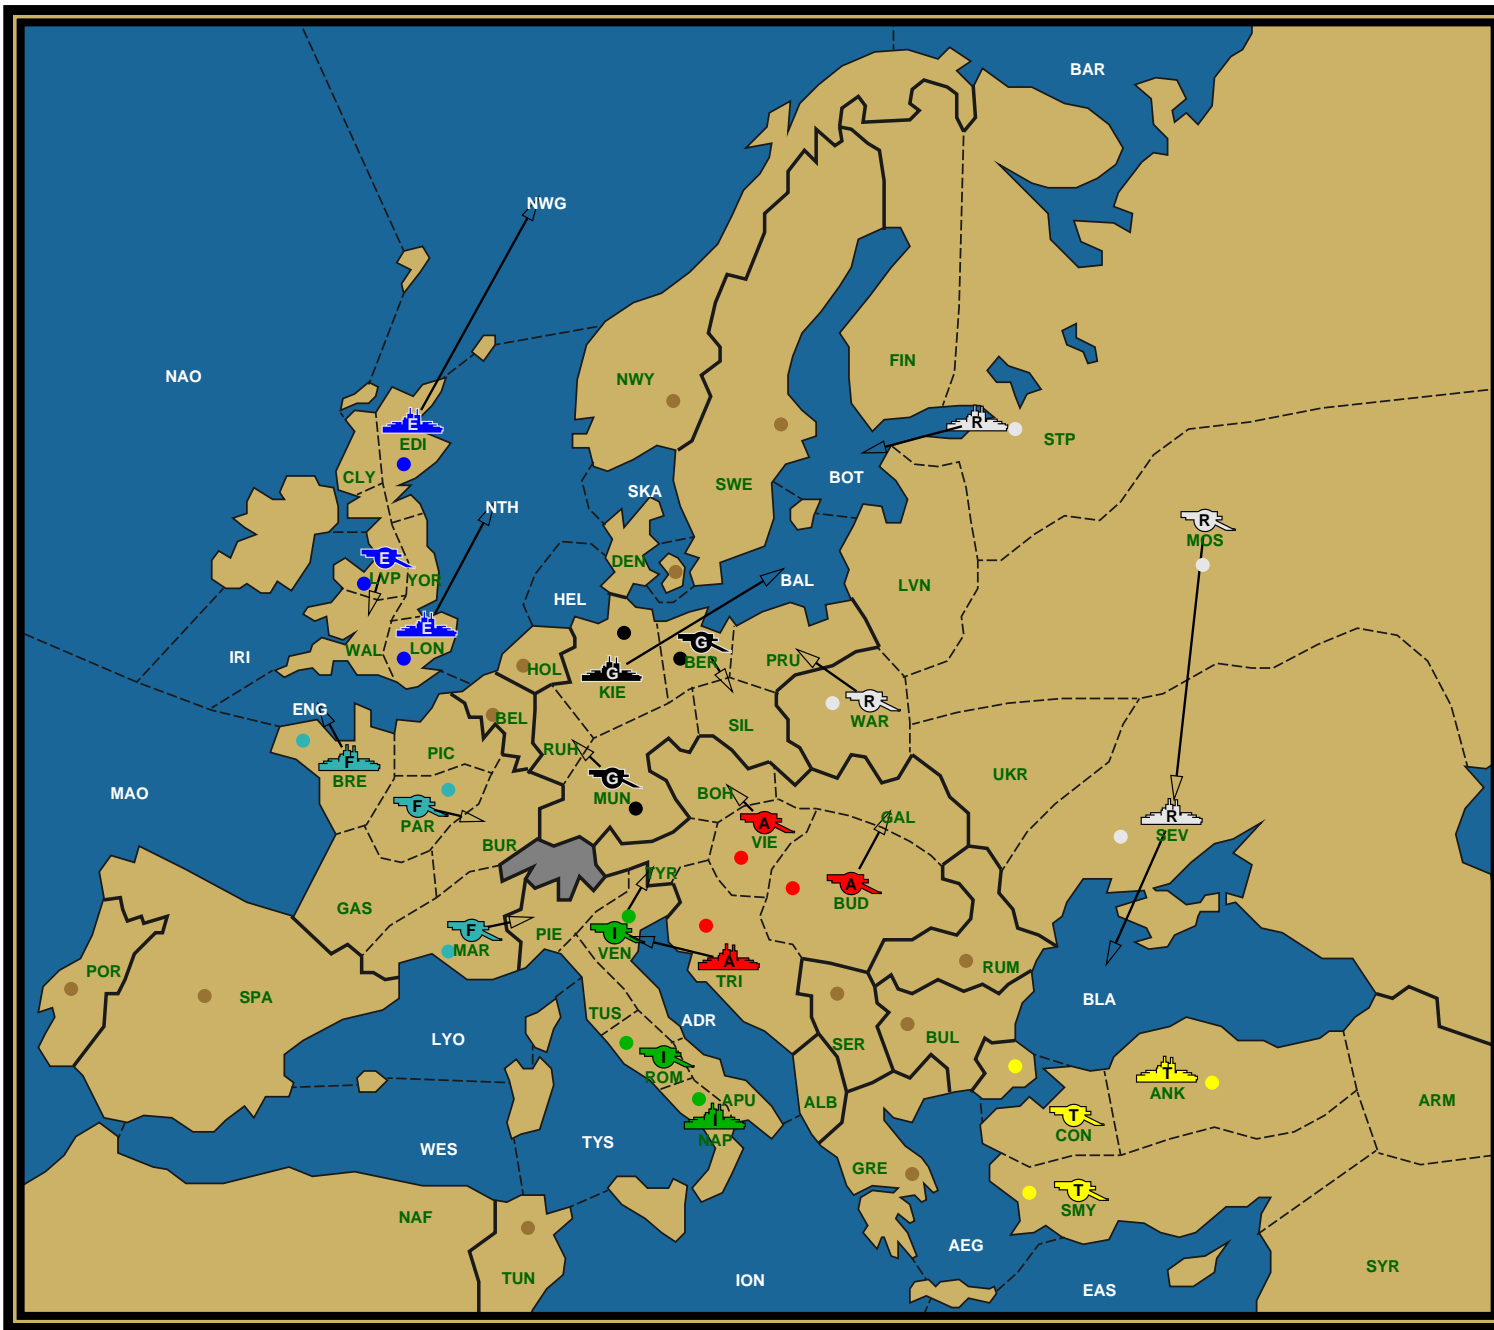 BAR
NWG
NAO
FIN
NWY
E
R
EDI
STP
CLY
BOT
SWE
SKA
NTH
R
MOS
E
DEN
LVP
YOR
BAL
LVN
HEL
E
G
LON
WAL
IRI
HOL
G
BER
PRU
KIE
R
WAR
ENG
BEL
SIL
RUH
PIC
F
BRE
G
UKR
MAO
BOH
MUN
F
PAR
A
GAL
R
VIE
SEV
BUR
TYR
A
BUD
GAS
F
MAR
PIE
I
VEN
A
TRI
RUM
POR
SPA
BLA
TUS
ADR
LYO
SER
BUL
I
ROM
T
ANK
APU
ALB
ARM
I
NAP
T
CON
TYS
WES
GRE
T
SMY
NAF
AEG
SYR
TUN
ION
EAS